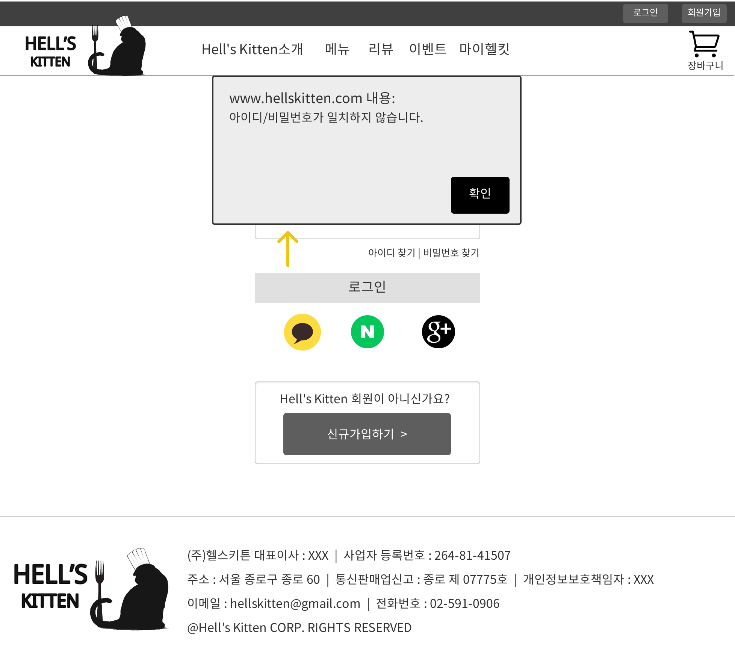 로그인 회원가입
HELL'S
KITTEN
Hell's Kitten소개 메뉴 리뷰 이벤트 마이헬킷
장바구니
www.hellskitten.com 내용:
아이디/비밀번호가 일치하지 않습니다.
확인
아이디 찾기 | 비밀번호 찾기
로그인
N
g+
Hell's Kitten 회원이 아니신가요?
신규가입하기 >
HELL'S
KITTEN
(주)헬스키튼 대표이사 : XXX | 사업자 등록번호 : 264-81-41507
주소 : 서울 종로구 종로 60 | 통신판매업신고 : 종로 제 07775호 | 개인정보보호책임자 : XXX
이메일 : hellskitten@gmail.com | 전화번호 : 02-591-0906
@Hell's Kitten CORP. RIGHTS RESERVED